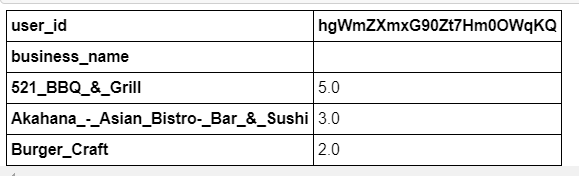 user_id hgWmZXmxG90Zt7Hm0OWqKQ
business_name
521_BBQ_&_Grill 5.0
Akahana_-_Asian_Bistro-_Bar_&_Sushi 3.0
Burger_Craft 2.0